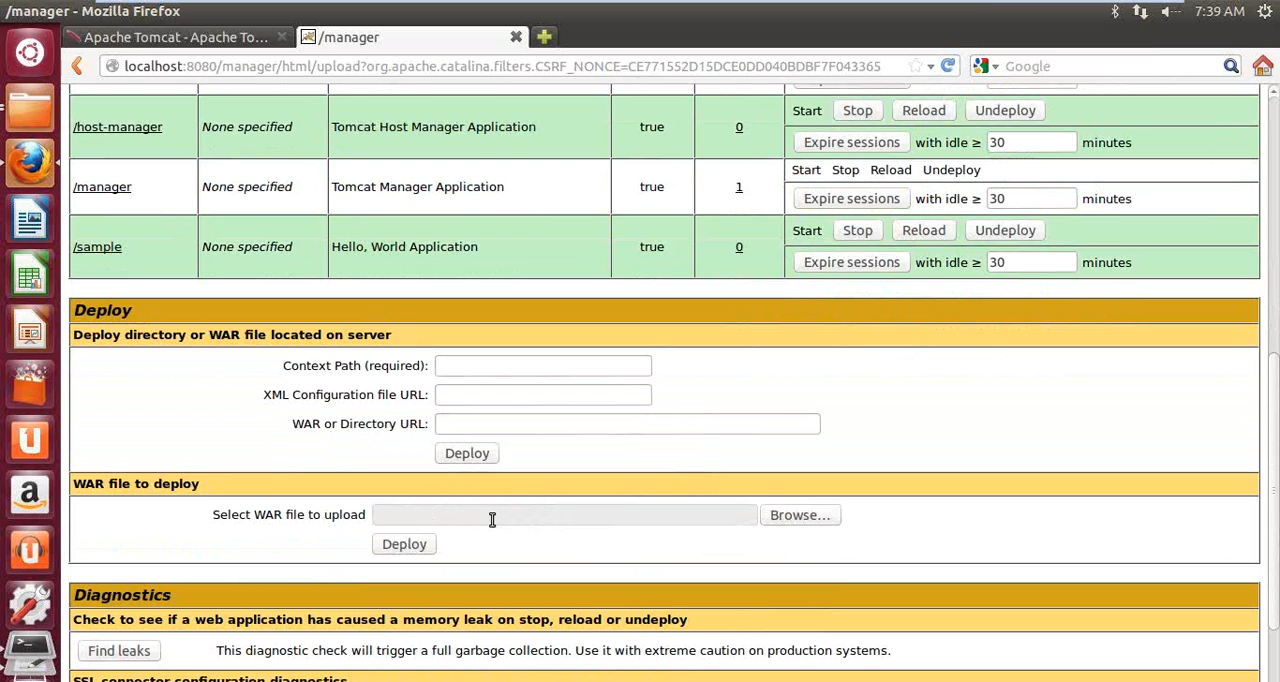 /manager - Mozilla Firefox
7:39 AM
Apache Tomcat - Apache To...
/manager
localhost:8080/manager/html/upload?org.apache.catalina.filters.CSRF_NONCE=CE771552D15DCE0DD040BDBF7F043365
Google
/host-manager None specified Tomcat Host Manager Application true 0 Start Stop Reload Undeploy
Expire sessions with idle ≥ 30 minutes
/manager None specified Tomcat Manager Application true 1 Start Stop Reload Undeploy
Expire sessions with idle ≥ 30 minutes
/sample None specified Hello, World Application true 0 Start Stop Reload Undeploy
Expire sessions with idle ≥ 30 minutes
Deploy
Deploy directory or WAR file located on server
Context Path (required):
XML Configuration file URL:
WAR or Directory URL:
Deploy
WAR file to deploy
Select WAR file to upload Browse...
Deploy
Diagnostics
Check to see if a web application has caused a memory leak on stop, reload or undeploy
Find leaks This diagnostic check will trigger a full garbage collection. Use it with extreme caution on production systems.
SSL connector configuration diagnostics